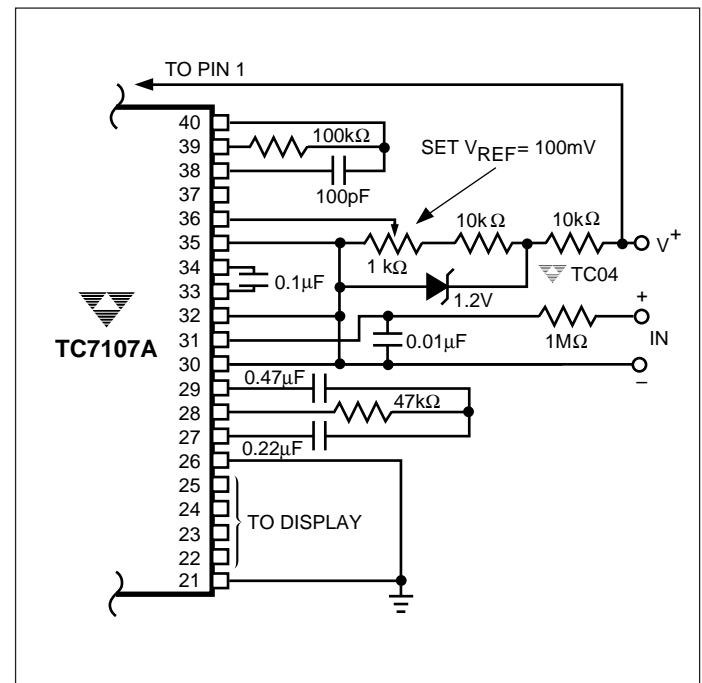 TO PIN 1
40
39
38
37
36
35
34
33
32
31
30
29
28
27
26
25
24
23
22
21
TC7107A
100kΩ
100pF
SET VREF= 100mV
1 kΩ
10kΩ
10kΩ
V+
TC04
1.2V
0.1µF
0.01µF
1MΩ
+
IN
–
0.47µF
47kΩ
0.22µF
TO DISPLAY